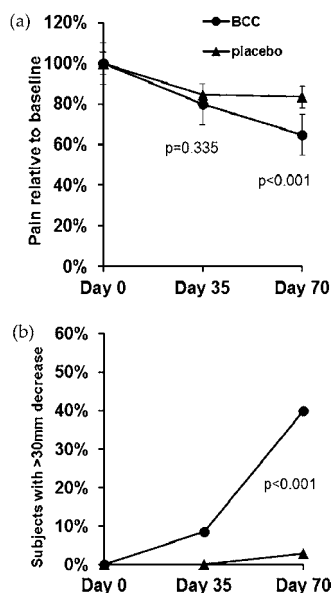 (a)
120%
100%
80%
60%
40%
20%
0%
Pain relative to baseline
BCC
placebo
p=0.335
p<0.001
Day 0
Day 35
Day 70
(b)
60%
50%
40%
30%
20%
10%
0%
Subjects with >30mm decrease
p<0.001
Day 0
Day 35
Day 70